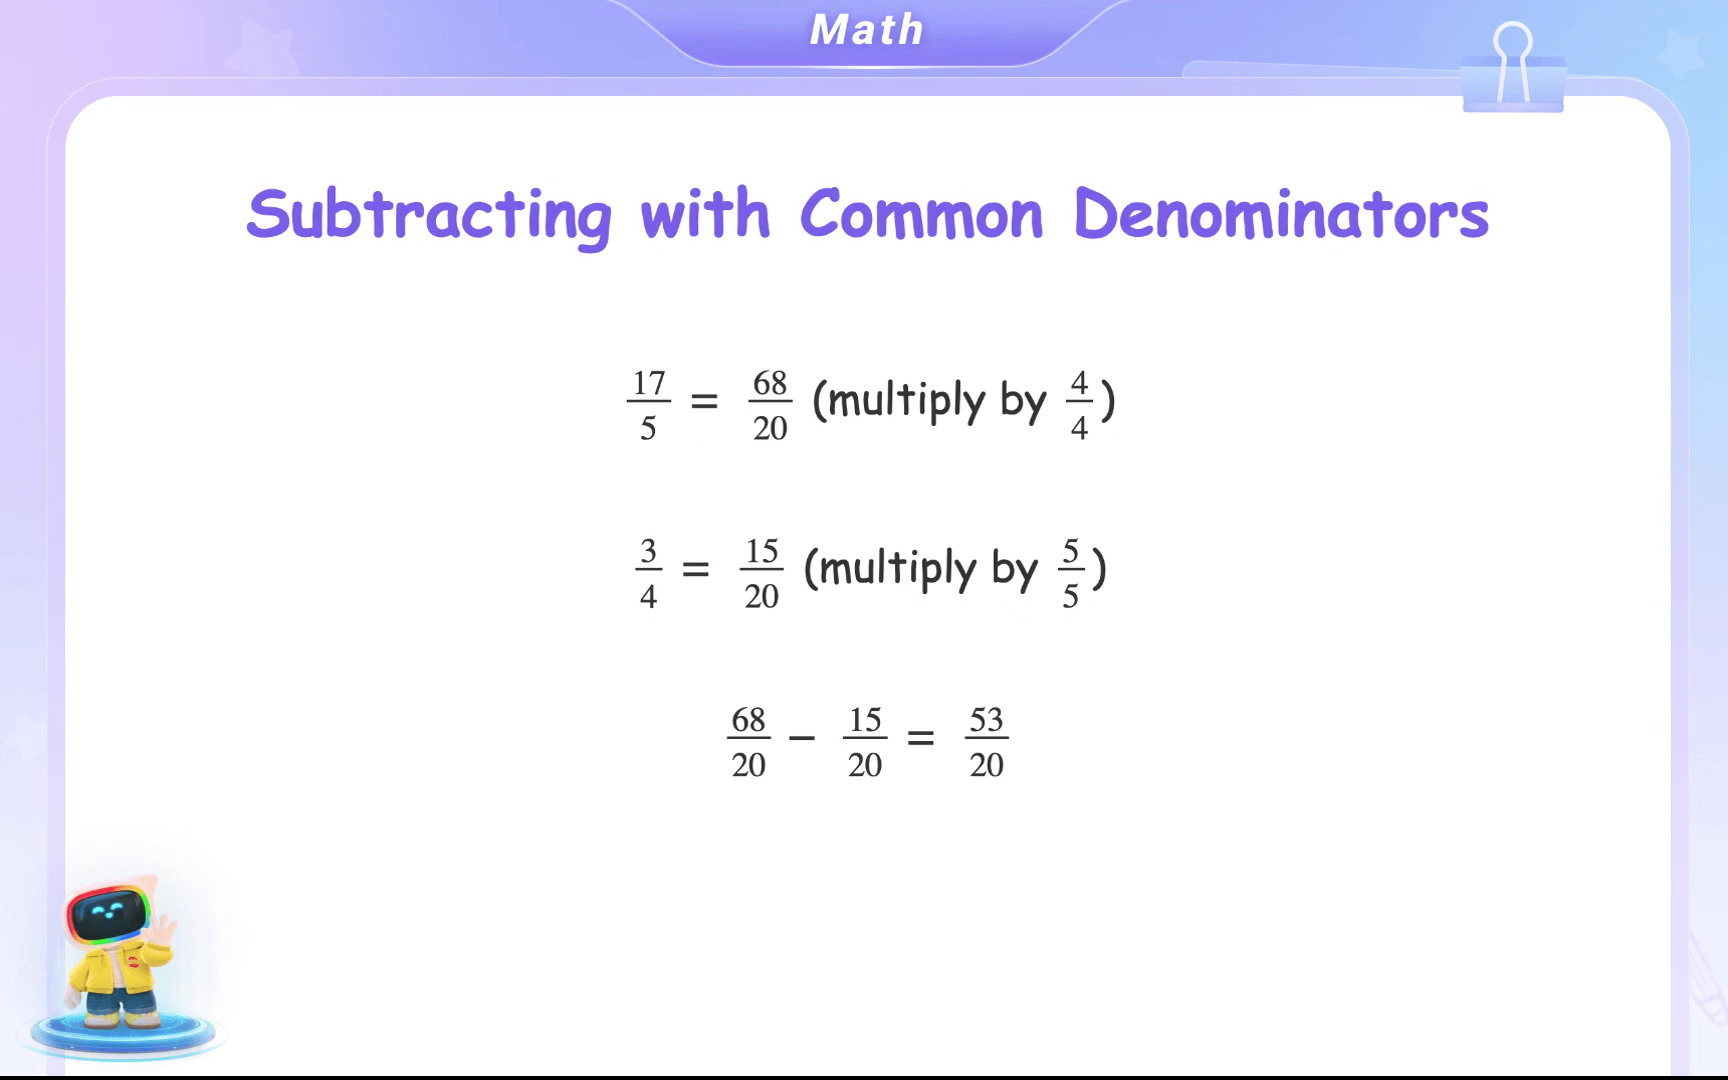 Math
Subtracting with Common Denominators
17/5 = 68/20 (multiply by 4/4)
3/4 = 15/20 (multiply by 5/5)
68/20 − 15/20 = 53/20